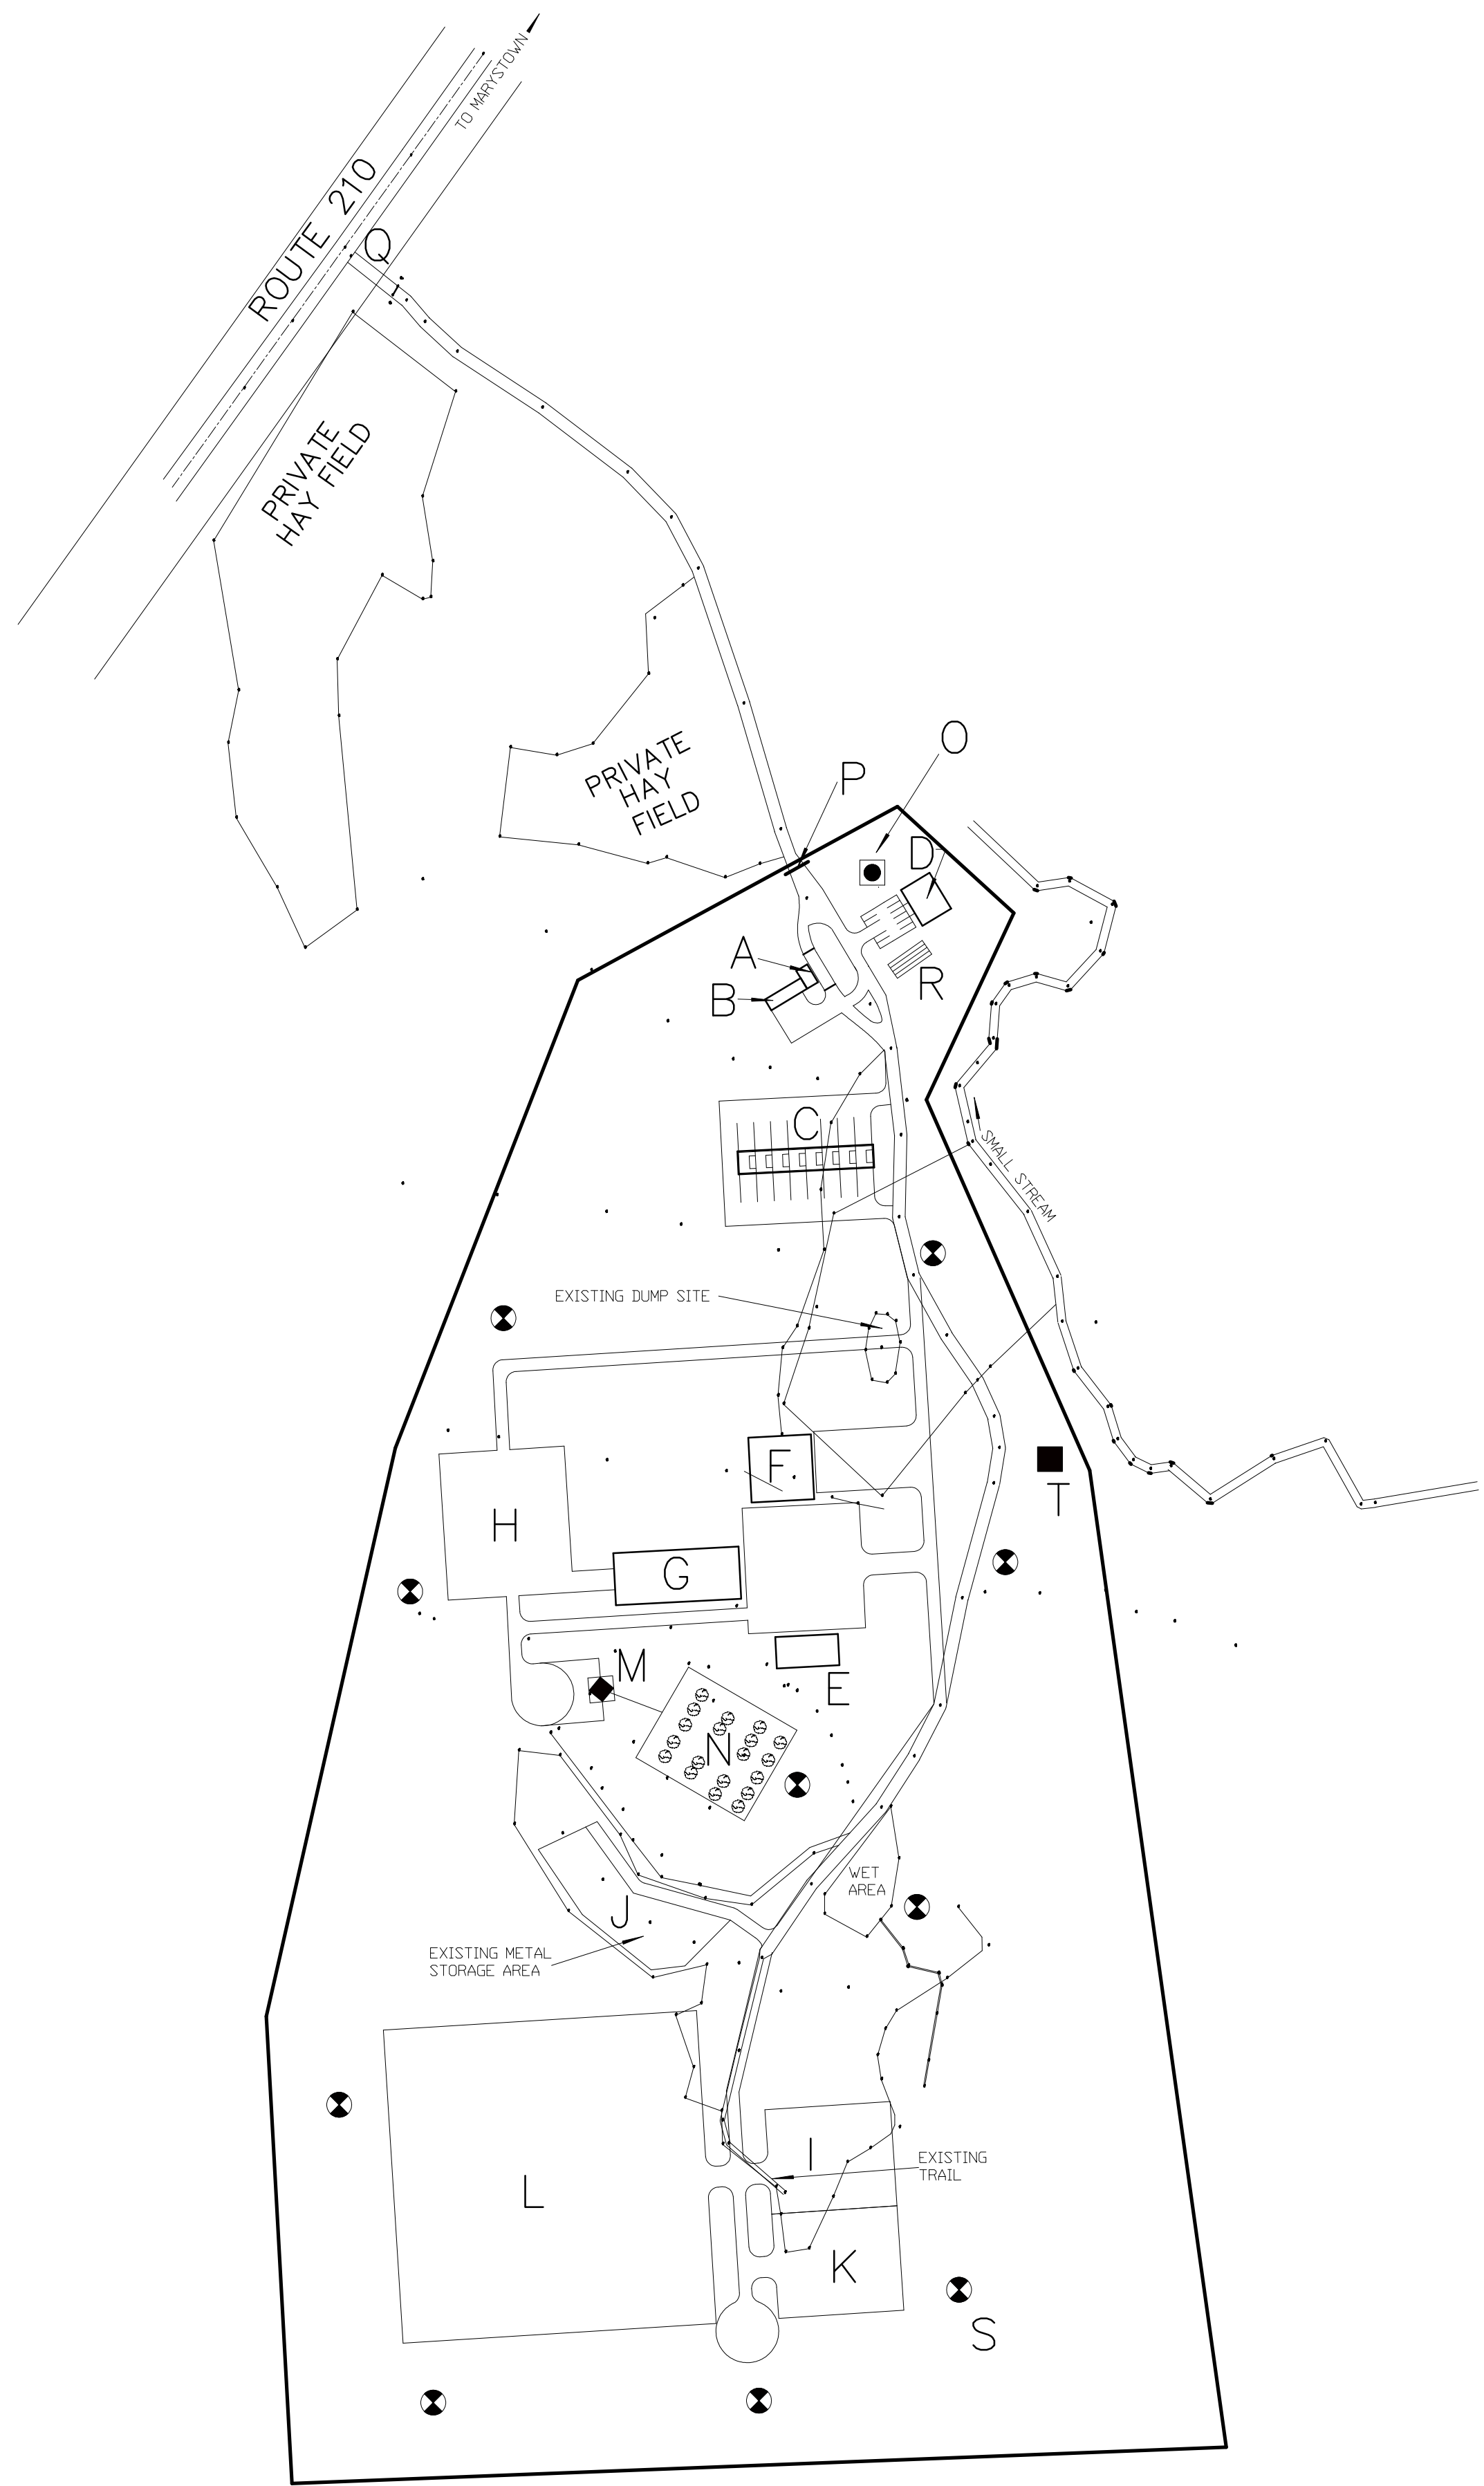 TO MARYSTOWN
ROUTE 210
Q
PRIVATE
HAY FIELD
O
P
PRIVATE
HAY
FIELD
D
A
B
R
C
SMALL STREAM
EXISTING DUMP SITE
F
T
H
G
M
E
N
WET
AREA
J
EXISTING METAL
STORAGE AREA
I
EXISTING
TRAIL
L
K
S